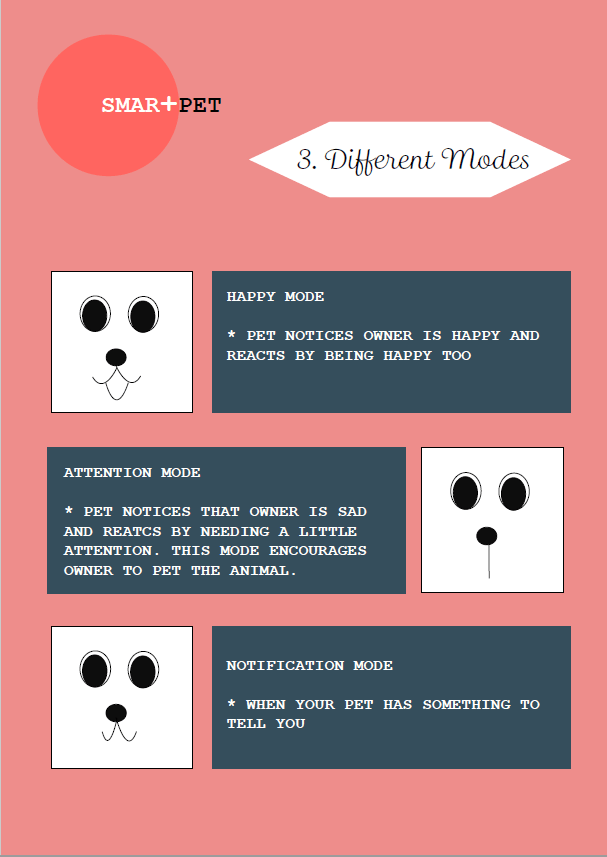 SMAR+PET
3. Different Modes
HAPPY MODE
* PET NOTICES OWNER IS HAPPY AND
REACTS BY BEING HAPPY TOO
ATTENTION MODE
* PET NOTICES THAT OWNER IS SAD
AND REATCS BY NEEDING A LITTLE
ATTENTION. THIS MODE ENCOURAGES
OWNER TO PET THE ANIMAL.
NOTIFICATION MODE
* WHEN YOUR PET HAS SOMETHING TO
TELL YOU